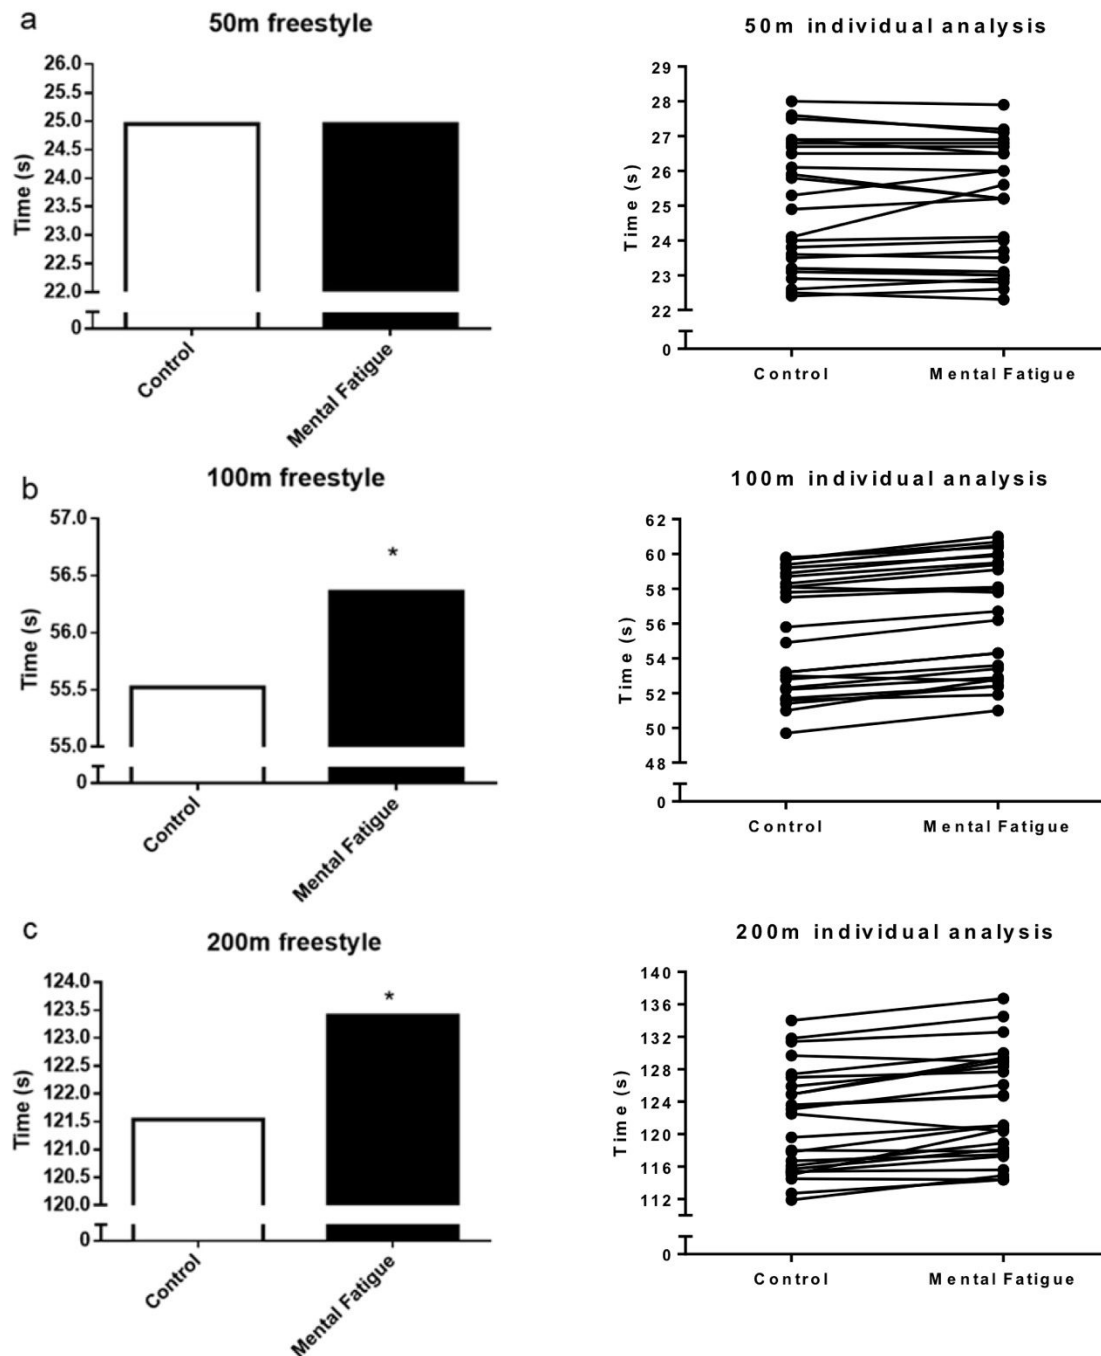 a
50m freestyle
26.0
25.5
25.0
24.5
24.0
23.5
23.0
22.5
22.0
0
Time (s)
Control
Mental Fatigue
50m individual analysis
29
28
27
26
25
24
23
22
0
Time (s)
Control
Mental Fatigue
b
100m freestyle
57.0
56.5
56.0
55.5
55.0
0
Time (s)
*
Control
Mental Fatigue
100m individual analysis
62
60
58
56
54
52
50
48
0
Time (s)
Control
Mental Fatigue
c
200m freestyle
124.0
123.5
123.0
122.5
122.0
121.5
121.0
120.5
120.0
0
Time (s)
*
Control
Mental Fatigue
200m individual analysis
140
136
132
128
124
120
116
112
0
Time (s)
Control
Mental Fatigue